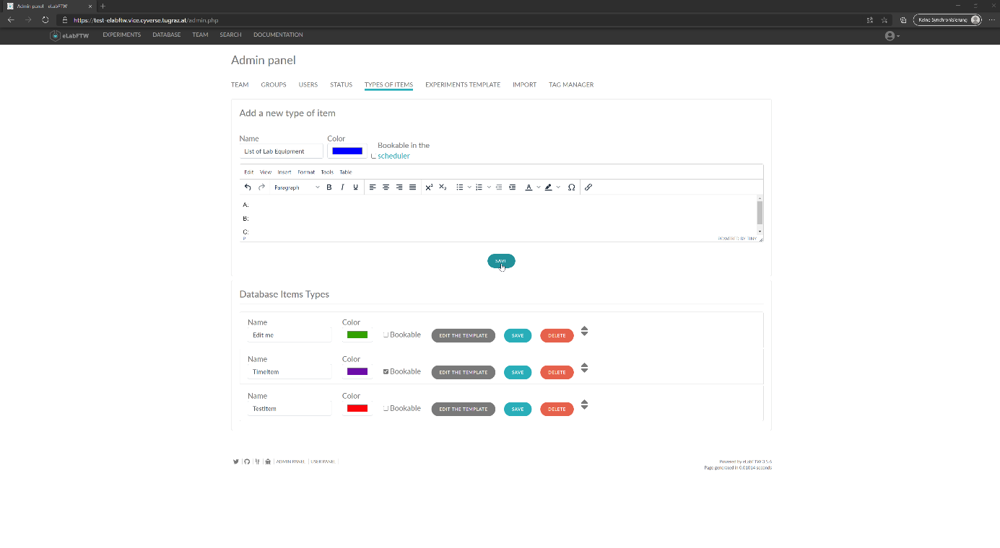 Admin panel - eLabFTW
https://test-elabftw.vice.cyverse.tugraz.at/admin.php
Keine Synchronisierung
eLabFTW EXPERIMENTS DATABASE TEAM SEARCH DOCUMENTATION
Admin panel
TEAM GROUPS USERS STATUS TYPES OF ITEMS EXPERIMENTS TEMPLATE IMPORT TAG MANAGER
Add a new type of item
Name Color
Bookable in the
List of Lab Equipment
scheduler
Edit View Insert Format Tools Table
Paragraph B I U A
A:
B:
C:
P POWERED BY TINY
SAVE
Database Items Types
Name Color
Edit me Bookable EDIT THE TEMPLATE SAVE DELETE
Name Color
TimeItem Bookable EDIT THE TEMPLATE SAVE DELETE
Name Color
TestItem Bookable EDIT THE TEMPLATE SAVE DELETE
ADMIN PANEL | USER PANEL |
Powered by eLabFTW 3.5.6
Page generated in 0.01014 seconds